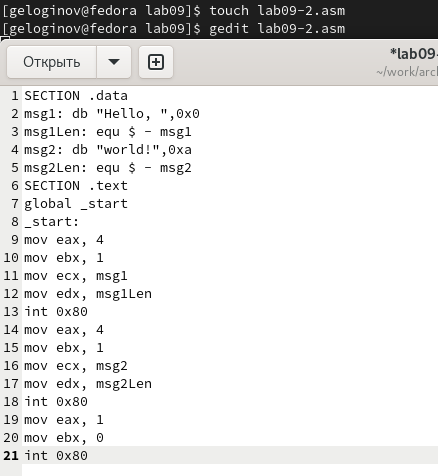 [geloginov@fedora lab09]$ touch lab09-2.asm
[geloginov@fedora lab09]$ gedit lab09-2.asm
Открыть
*lab09-
~/work/arc
1 SECTION .data
2 msg1: db "Hello, ",0x0
3 msg1Len: equ $ - msg1
4 msg2: db "world!",0xa
5 msg2Len: equ $ - msg2
6 SECTION .text
7 global _start
8 _start:
9 mov eax, 4
10 mov ebx, 1
11 mov ecx, msg1
12 mov edx, msg1Len
13 int 0x80
14 mov eax, 4
15 mov ebx, 1
16 mov ecx, msg2
17 mov edx, msg2Len
18 int 0x80
19 mov eax, 1
20 mov ebx, 0
21 int 0x80